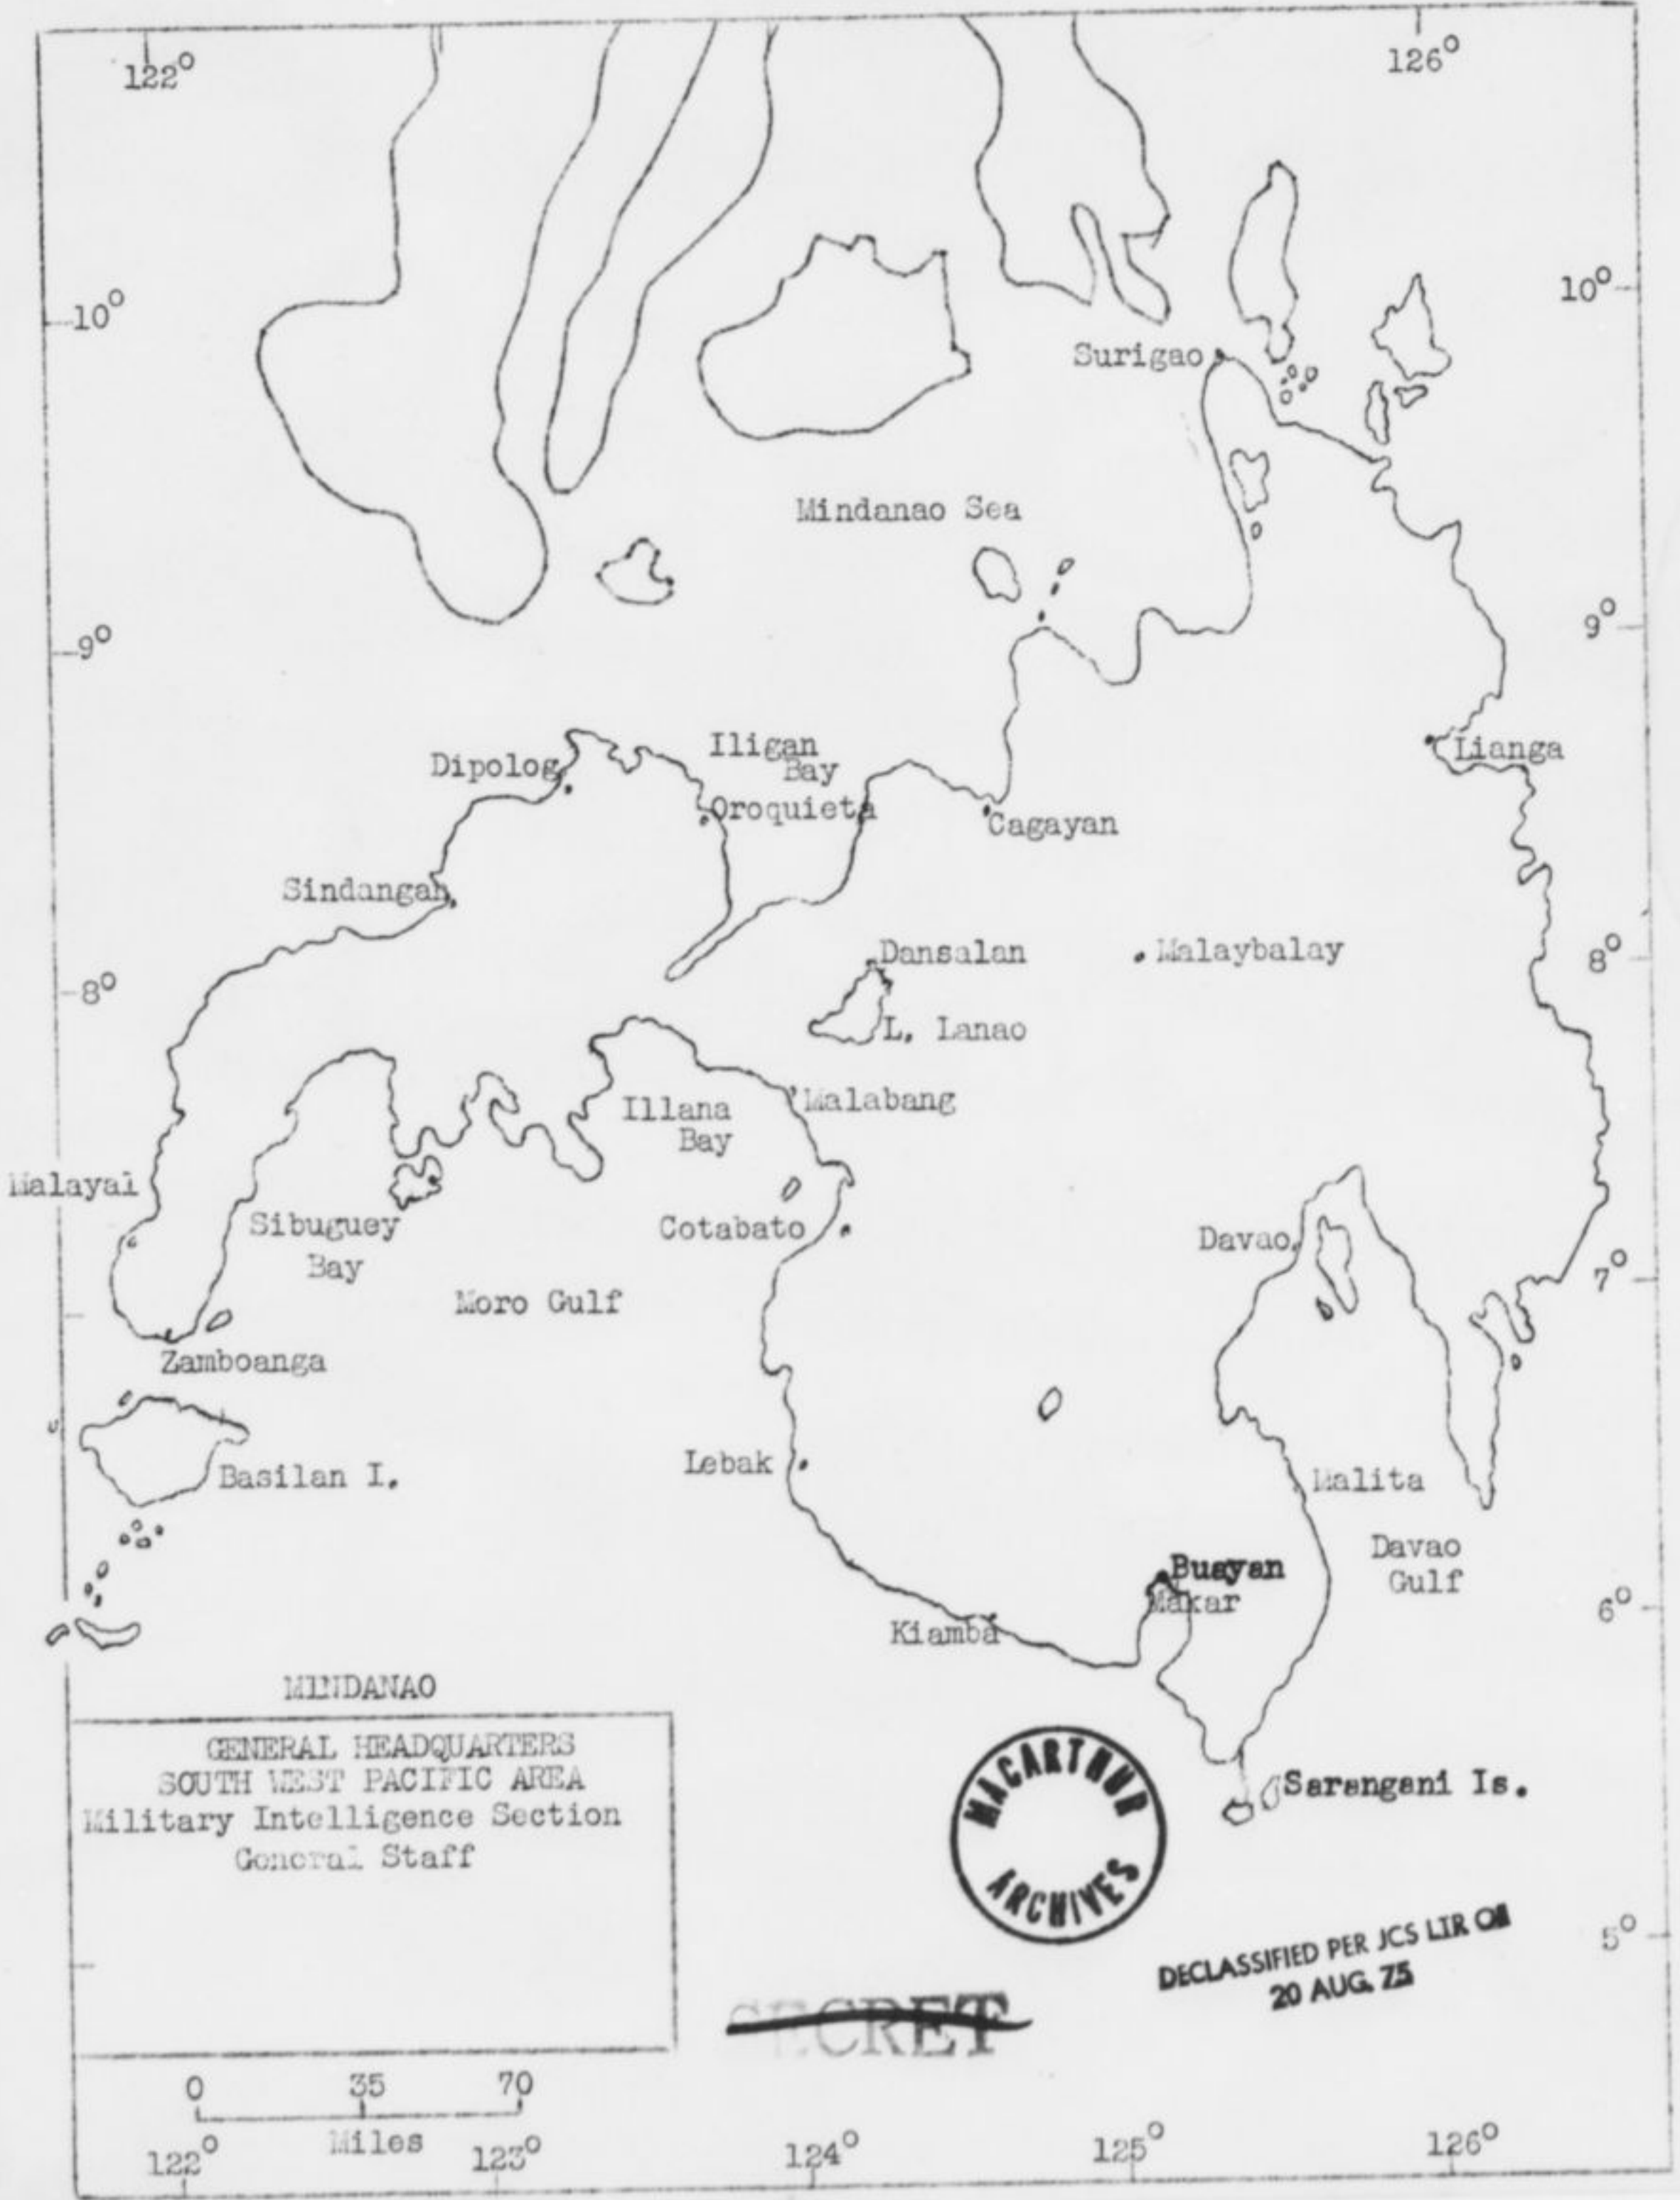 122°
126°
10°
10°
Surigao
Mindanao Sea
9°
9°
Iligan
Bay
Dipolog
Lianga
Oroquieta
Cagayan
Sindangan
Dansalan
Malaybalay
8°
8°
L. Lanao
Malabang
Illana
Bay
Malayal
Sibuguey
Bay
Cotabato
Davao
7°
Moro Gulf
Zamboanga
Lebak
Basilan I.
Malita
Davao
Gulf
Buayan
Makar
6°
Kiamba
MINDANAO
GENERAL HEADQUARTERS
SOUTH WEST PACIFIC AREA
Military Intelligence Section
General Staff
MACARTHUR
ARCHIVES
Sarangani Is.
DECLASSIFIED PER JCS LTR OF
20 AUG. 75
5°
SECRET
0 35 70
Miles
122° 123° 124° 125° 126°